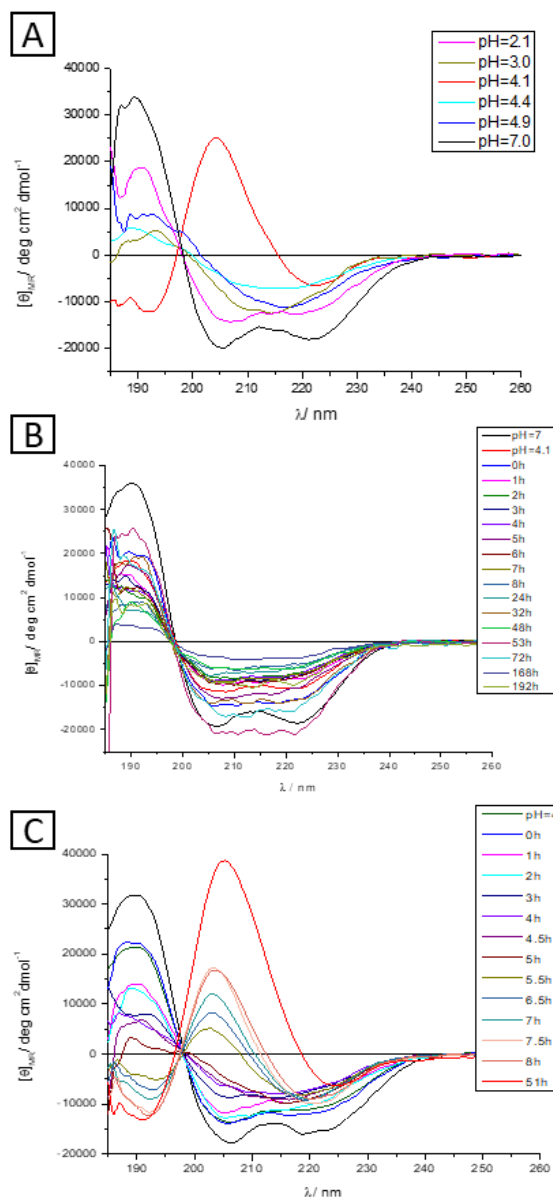 A
pH=2.1
pH=3.0
pH=4.1
pH=4.4
pH=4.9
pH=7.0
40000
30000
20000
10000
0
-10000
-20000
[θ]MR/ deg cm² dmol⁻¹
190 200 210 220 230 240 250 260
λ/ nm
B
pH=7
pH=4.1
0h
1h
2h
3h
4h
5h
6h
7h
8h
24h
32h
48h
53h
72h
168h
192h
40000
30000
20000
10000
0
-10000
-20000
[θ]MR/ deg cm² dmol⁻¹
190 200 210 220 230 240 250 260
λ / nm
C
pH=4
0h
1h
2h
3h
4h
4.5h
5h
5.5h
6.5h
7h
7.5h
8h
51h
40000
30000
20000
10000
0
-10000
-20000
[θ]MR/ deg cm² dmol⁻¹
190 200 210 220 230 240 250 260
λ/ nm